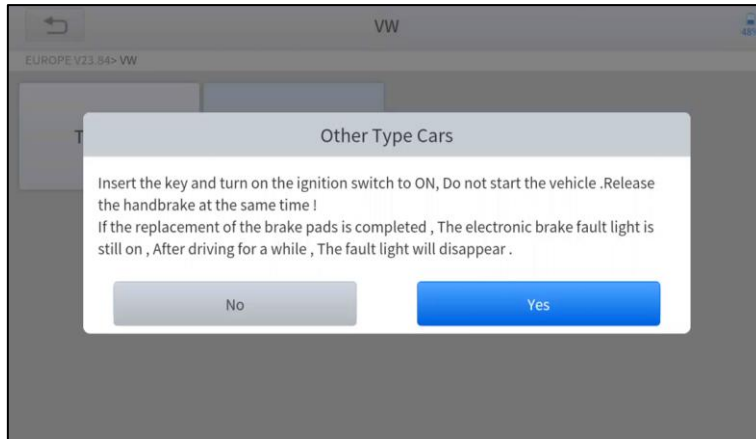 VW
48%
EUROPE V23.84> VW
T
Other Type Cars
Insert the key and turn on the ignition switch to ON, Do not start the vehicle .Release
the handbrake at the same time !
If the replacement of the brake pads is completed , The electronic brake fault light is
still on , After driving for a while , The fault light will disappear .
No
Yes